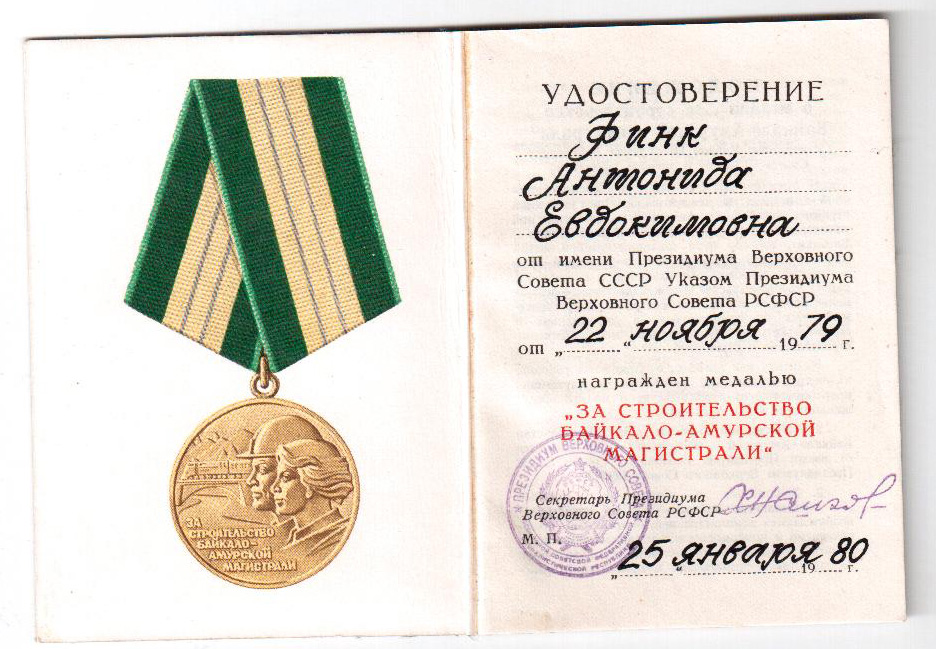 ЗА
СТРОИТЕЛЬСТВО
БАЙКАЛО-
АМУРСКОЙ
МАГИСТРАЛИ
УДОСТОВЕРЕНИЕ
Финк
Антонида
Евдокимовна
от имени Президиума Верховного
Совета СССР Указом Президиума
Верховного Совета РСФСР
от „22“ ноября 1979 г.
награжден медалью
„ЗА СТРОИТЕЛЬСТВО
БАЙКАЛО-АМУРСКОЙ
МАГИСТРАЛИ“
ПРЕЗИДИУМ ВЕРХОВНОГО
Секретарь Президиума
Верховного Совета РСФСР
М. П.
„25“ января 1980 г.